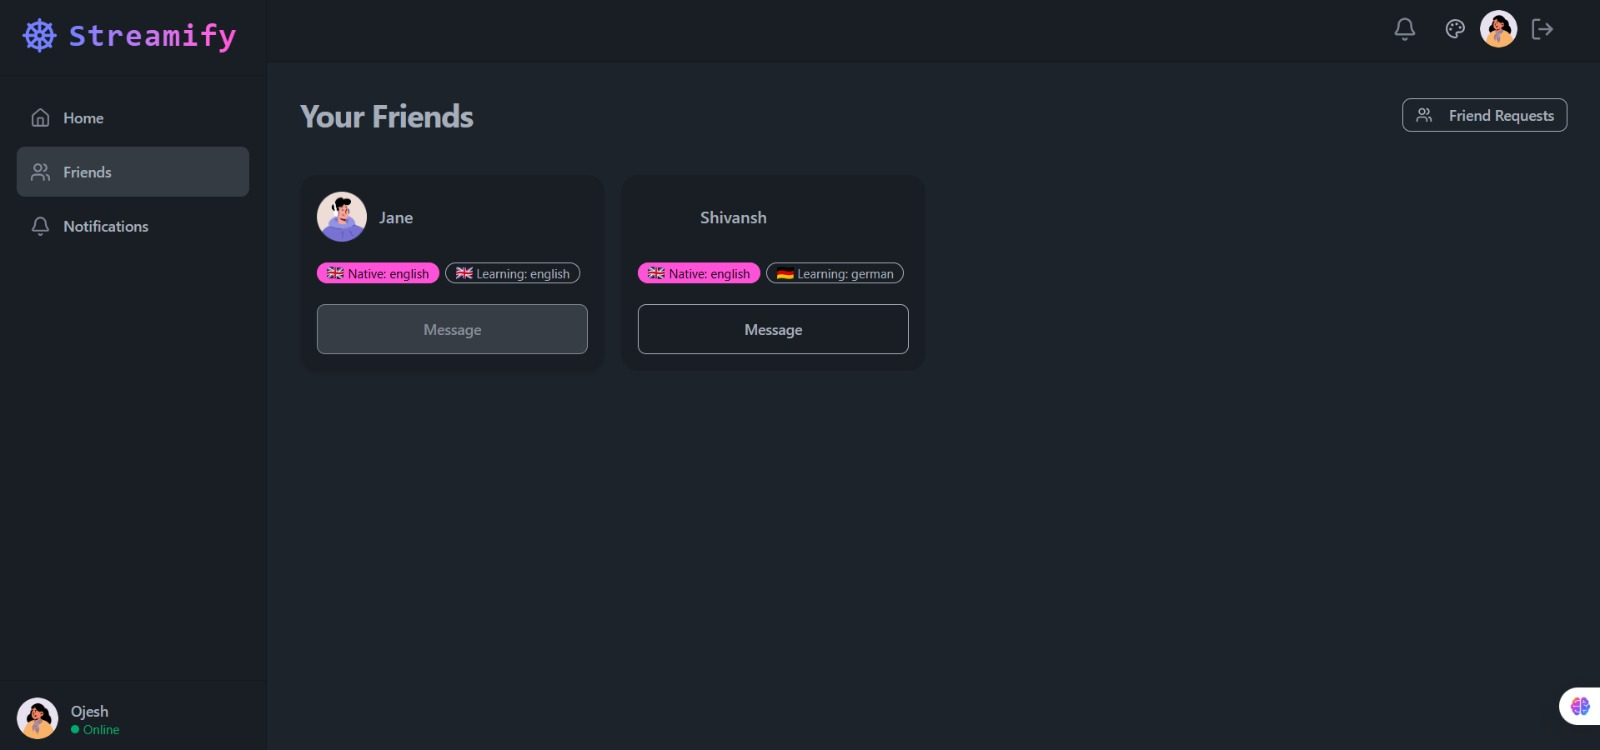 Streamify
Home
Friends
Notifications
Your Friends
Friend Requests
Jane
Native: english
Learning: english
Message
Shivansh
Native: english
Learning: german
Message
Ojesh
Online